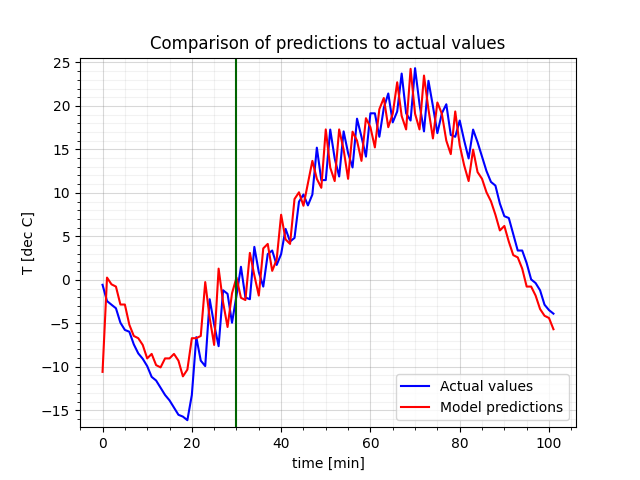 Comparison of predictions to actual values
T [dec C]
25
20
15
10
5
0
−5
−10
−15
0 20 40 60 80 100
time [min]
Actual values
Model predictions